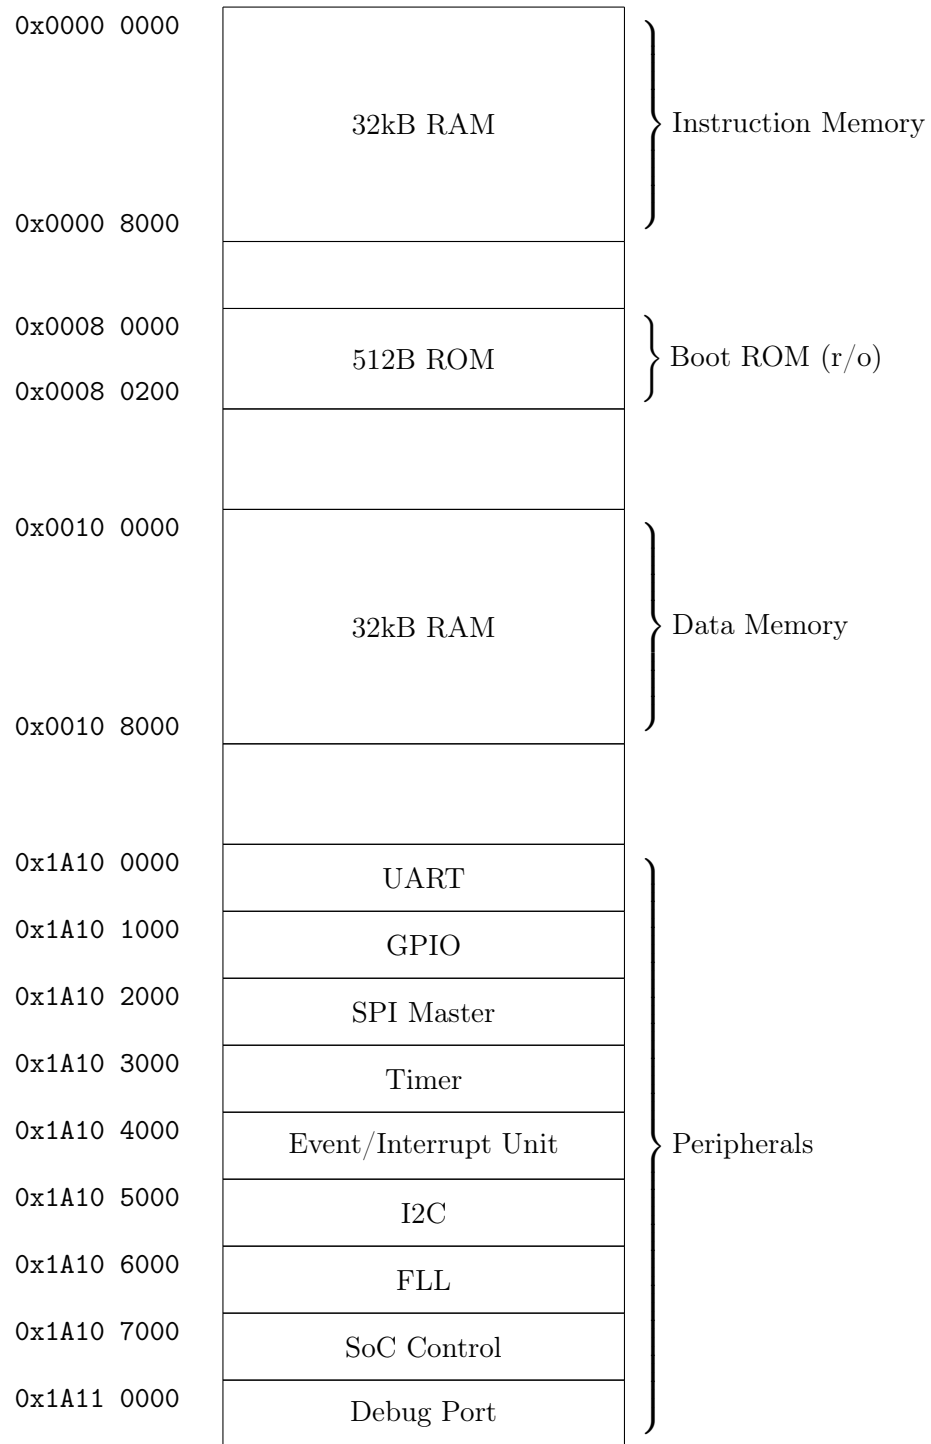 0x0000 0000
32kB RAM
Instruction Memory
0x0000 8000
0x0008 0000
512B ROM
Boot ROM (r/o)
0x0008 0200
0x0010 0000
32kB RAM
Data Memory
0x0010 8000
0x1A10 0000
UART
0x1A10 1000
GPIO
0x1A10 2000
SPI Master
0x1A10 3000
Timer
0x1A10 4000
Event/Interrupt Unit
Peripherals
0x1A10 5000
I2C
0x1A10 6000
FLL
0x1A10 7000
SoC Control
0x1A11 0000
Debug Port